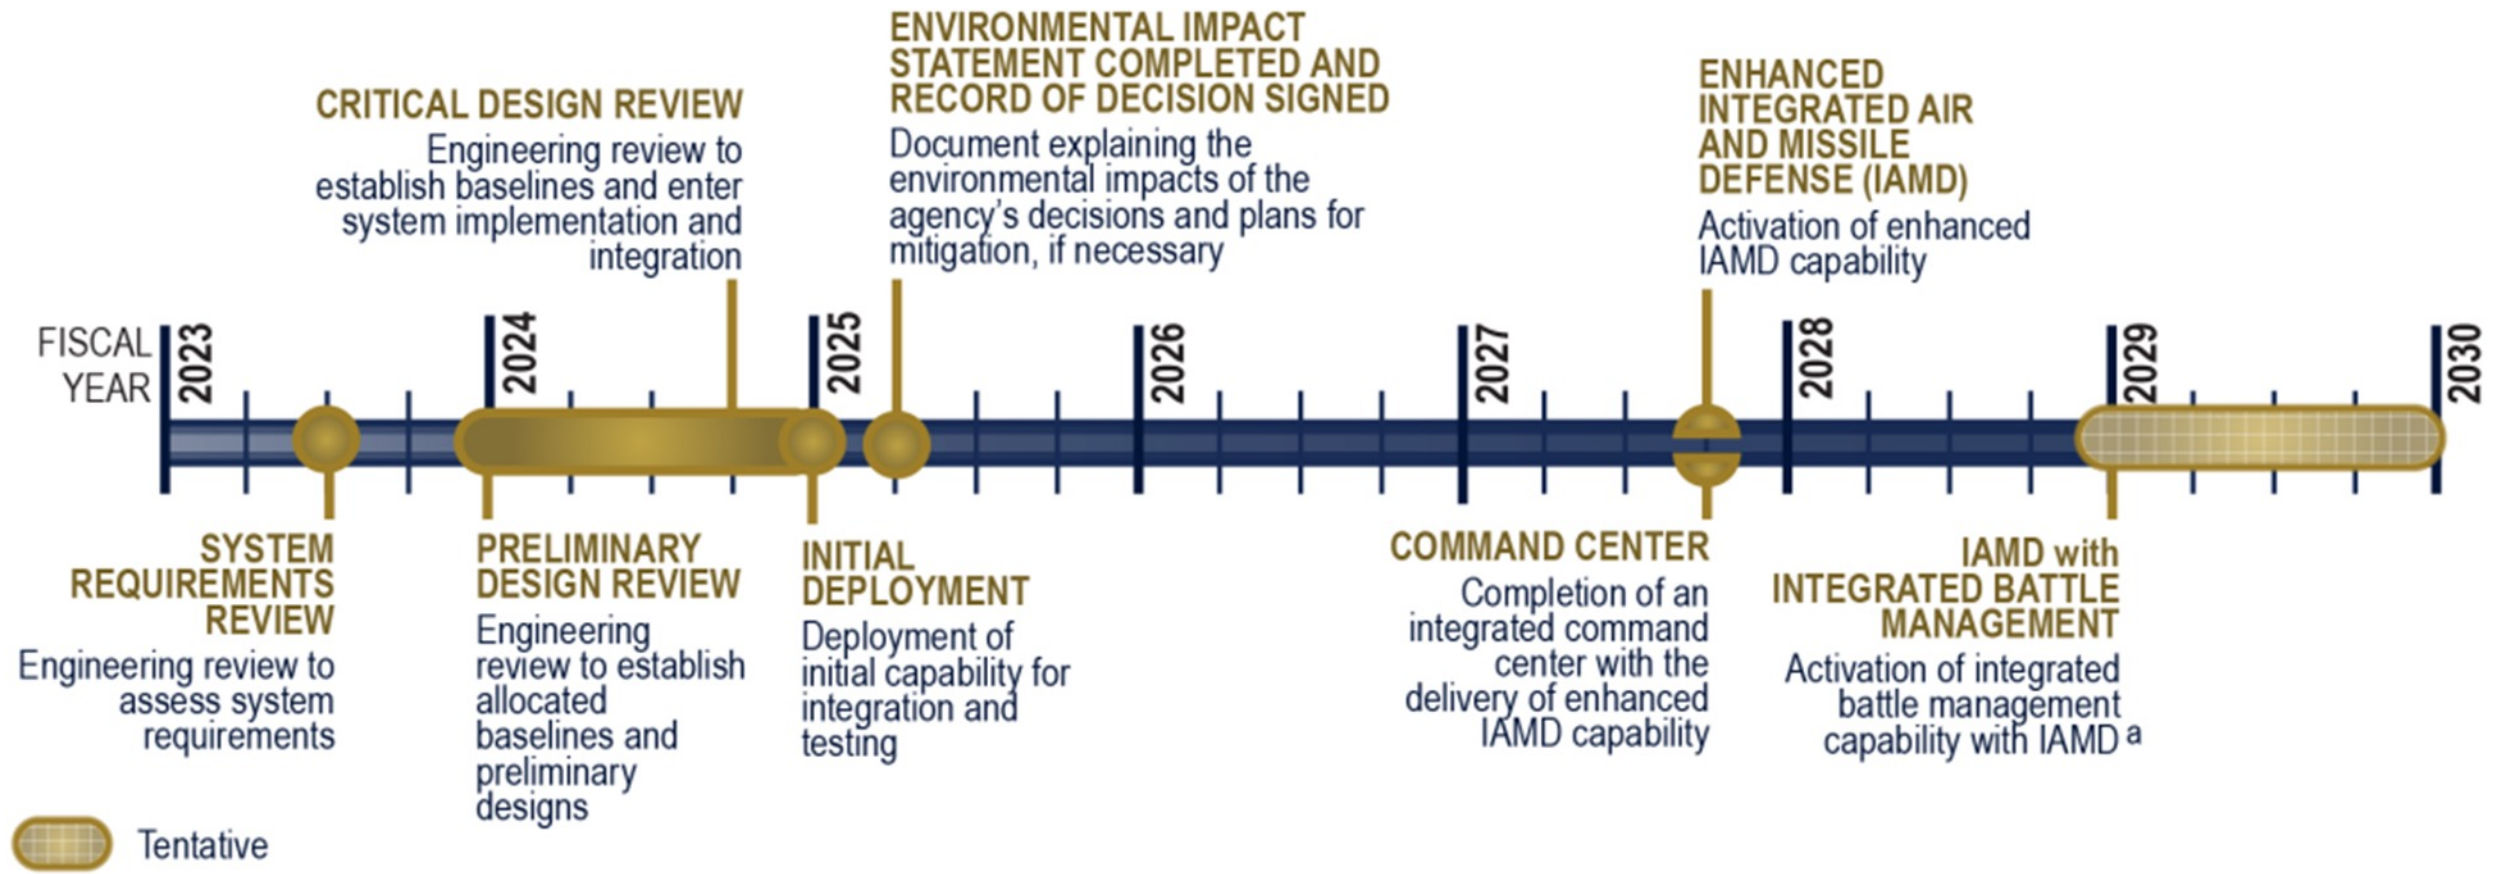 CRITICAL DESIGN REVIEW
Engineering review to
establish baselines and enter
system implementation and
integration
ENVIRONMENTAL IMPACT
STATEMENT COMPLETED AND
RECORD OF DECISION SIGNED
Document explaining the
environmental impacts of the
agency's decisions and plans for
mitigation, if necessary
ENHANCED
INTEGRATED AIR
AND MISSILE
DEFENSE (IAMD)
Activation of enhanced
IAMD capability
FISCAL
YEAR
2023
2024
2025
2026
2027
2028
2029
2030
SYSTEM
REQUIREMENTS
REVIEW
Engineering review to
assess system
requirements
PRELIMINARY
DESIGN REVIEW
Engineering
review to establish
allocated
baselines and
preliminary
designs
INITIAL
DEPLOYMENT
Deployment of
initial capability for
integration and
testing
COMMAND CENTER
Completion of an
integrated command
center with the
delivery of enhanced
IAMD capability
IAMD with
INTEGRATED BATTLE
MANAGEMENT
Activation of integrated
battle management
capability with IAMD a
Tentative